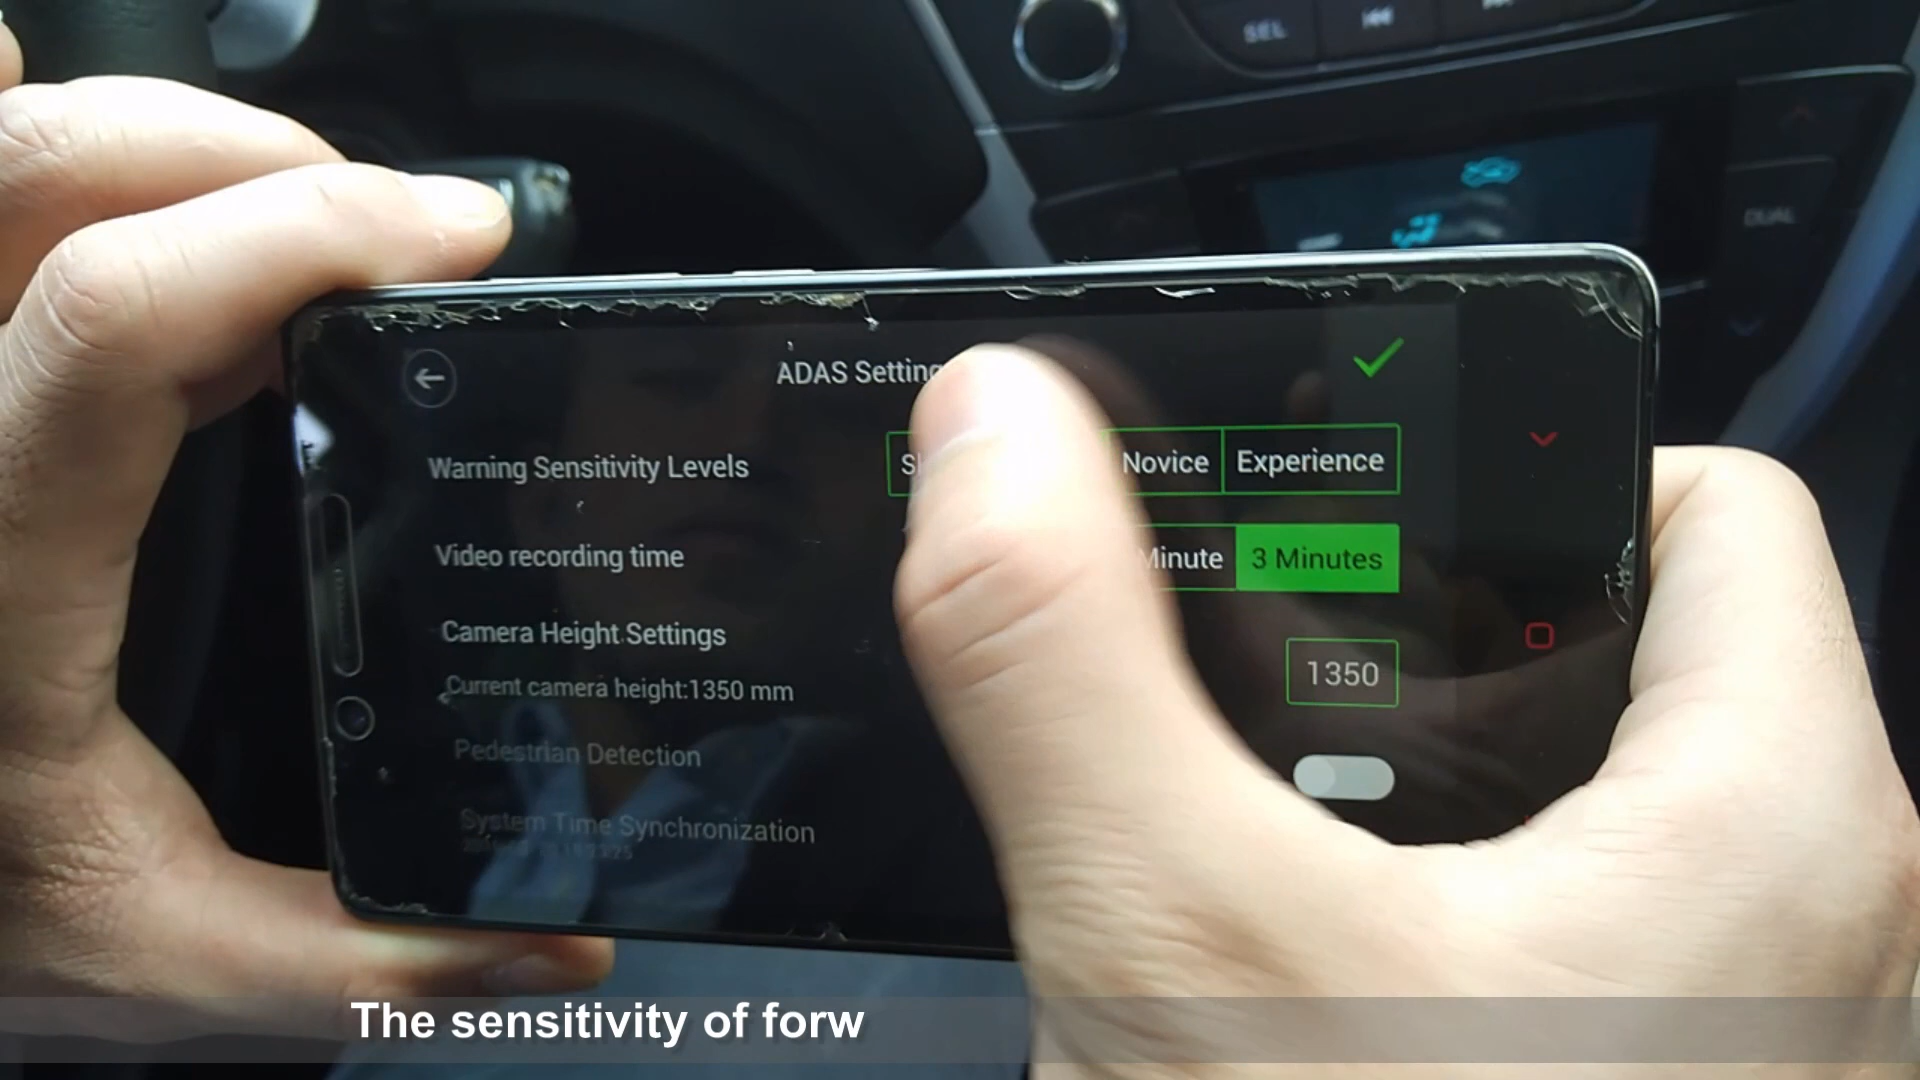 SEL
DUAL
ADAS Setting
Warning Sensitivity Levels
Novice
Experience
Video recording time
Minute
3 Minutes
Camera Height Settings
1350
Current camera height:1350 mm
Pedestrian Detection
System Time Synchronization
The sensitivity of forw